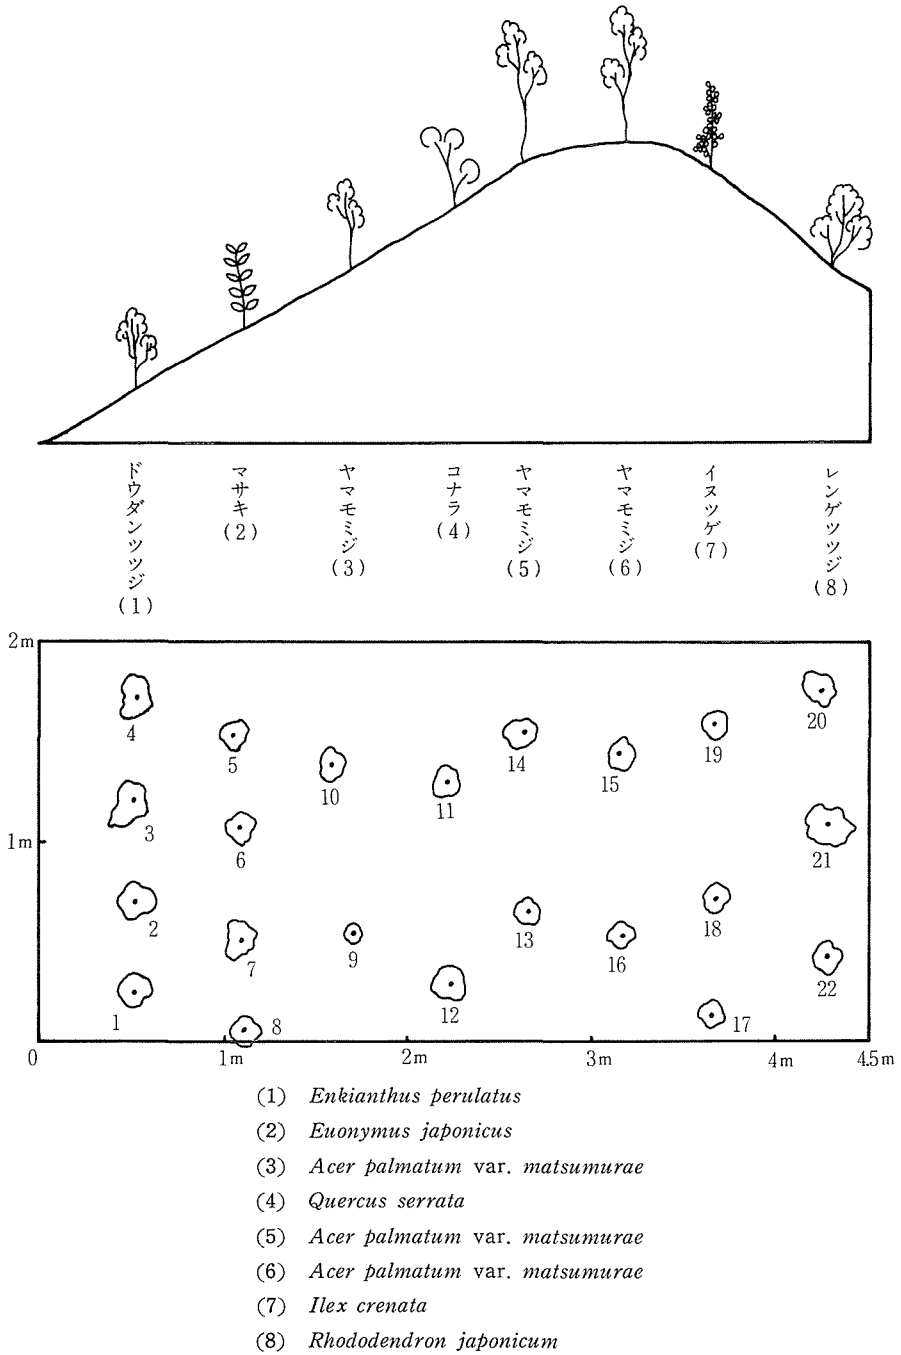 ドウダンツツジ(1)
マサキ(2)
ヤマモミジ(3)
コナラ(4)
ヤマモミジ(5)
ヤマモミジ(6)
イヌツゲ(7)
レンゲツツジ(8)
2m
4
5
10
11
14
15
19
20
1m
3
6
21
2
7
9
13
16
18
22
1
8
12
17
0
1m
2m
3m
4m
4.5m
(1) Enkianthus perulatus
(2) Euonymus japonicus
(3) Acer palmatum var. matsumurae
(4) Quercus serrata
(5) Acer palmatum var. matsumurae
(6) Acer palmatum var. matsumurae
(7) Ilex crenata
(8) Rhododendron japonicum